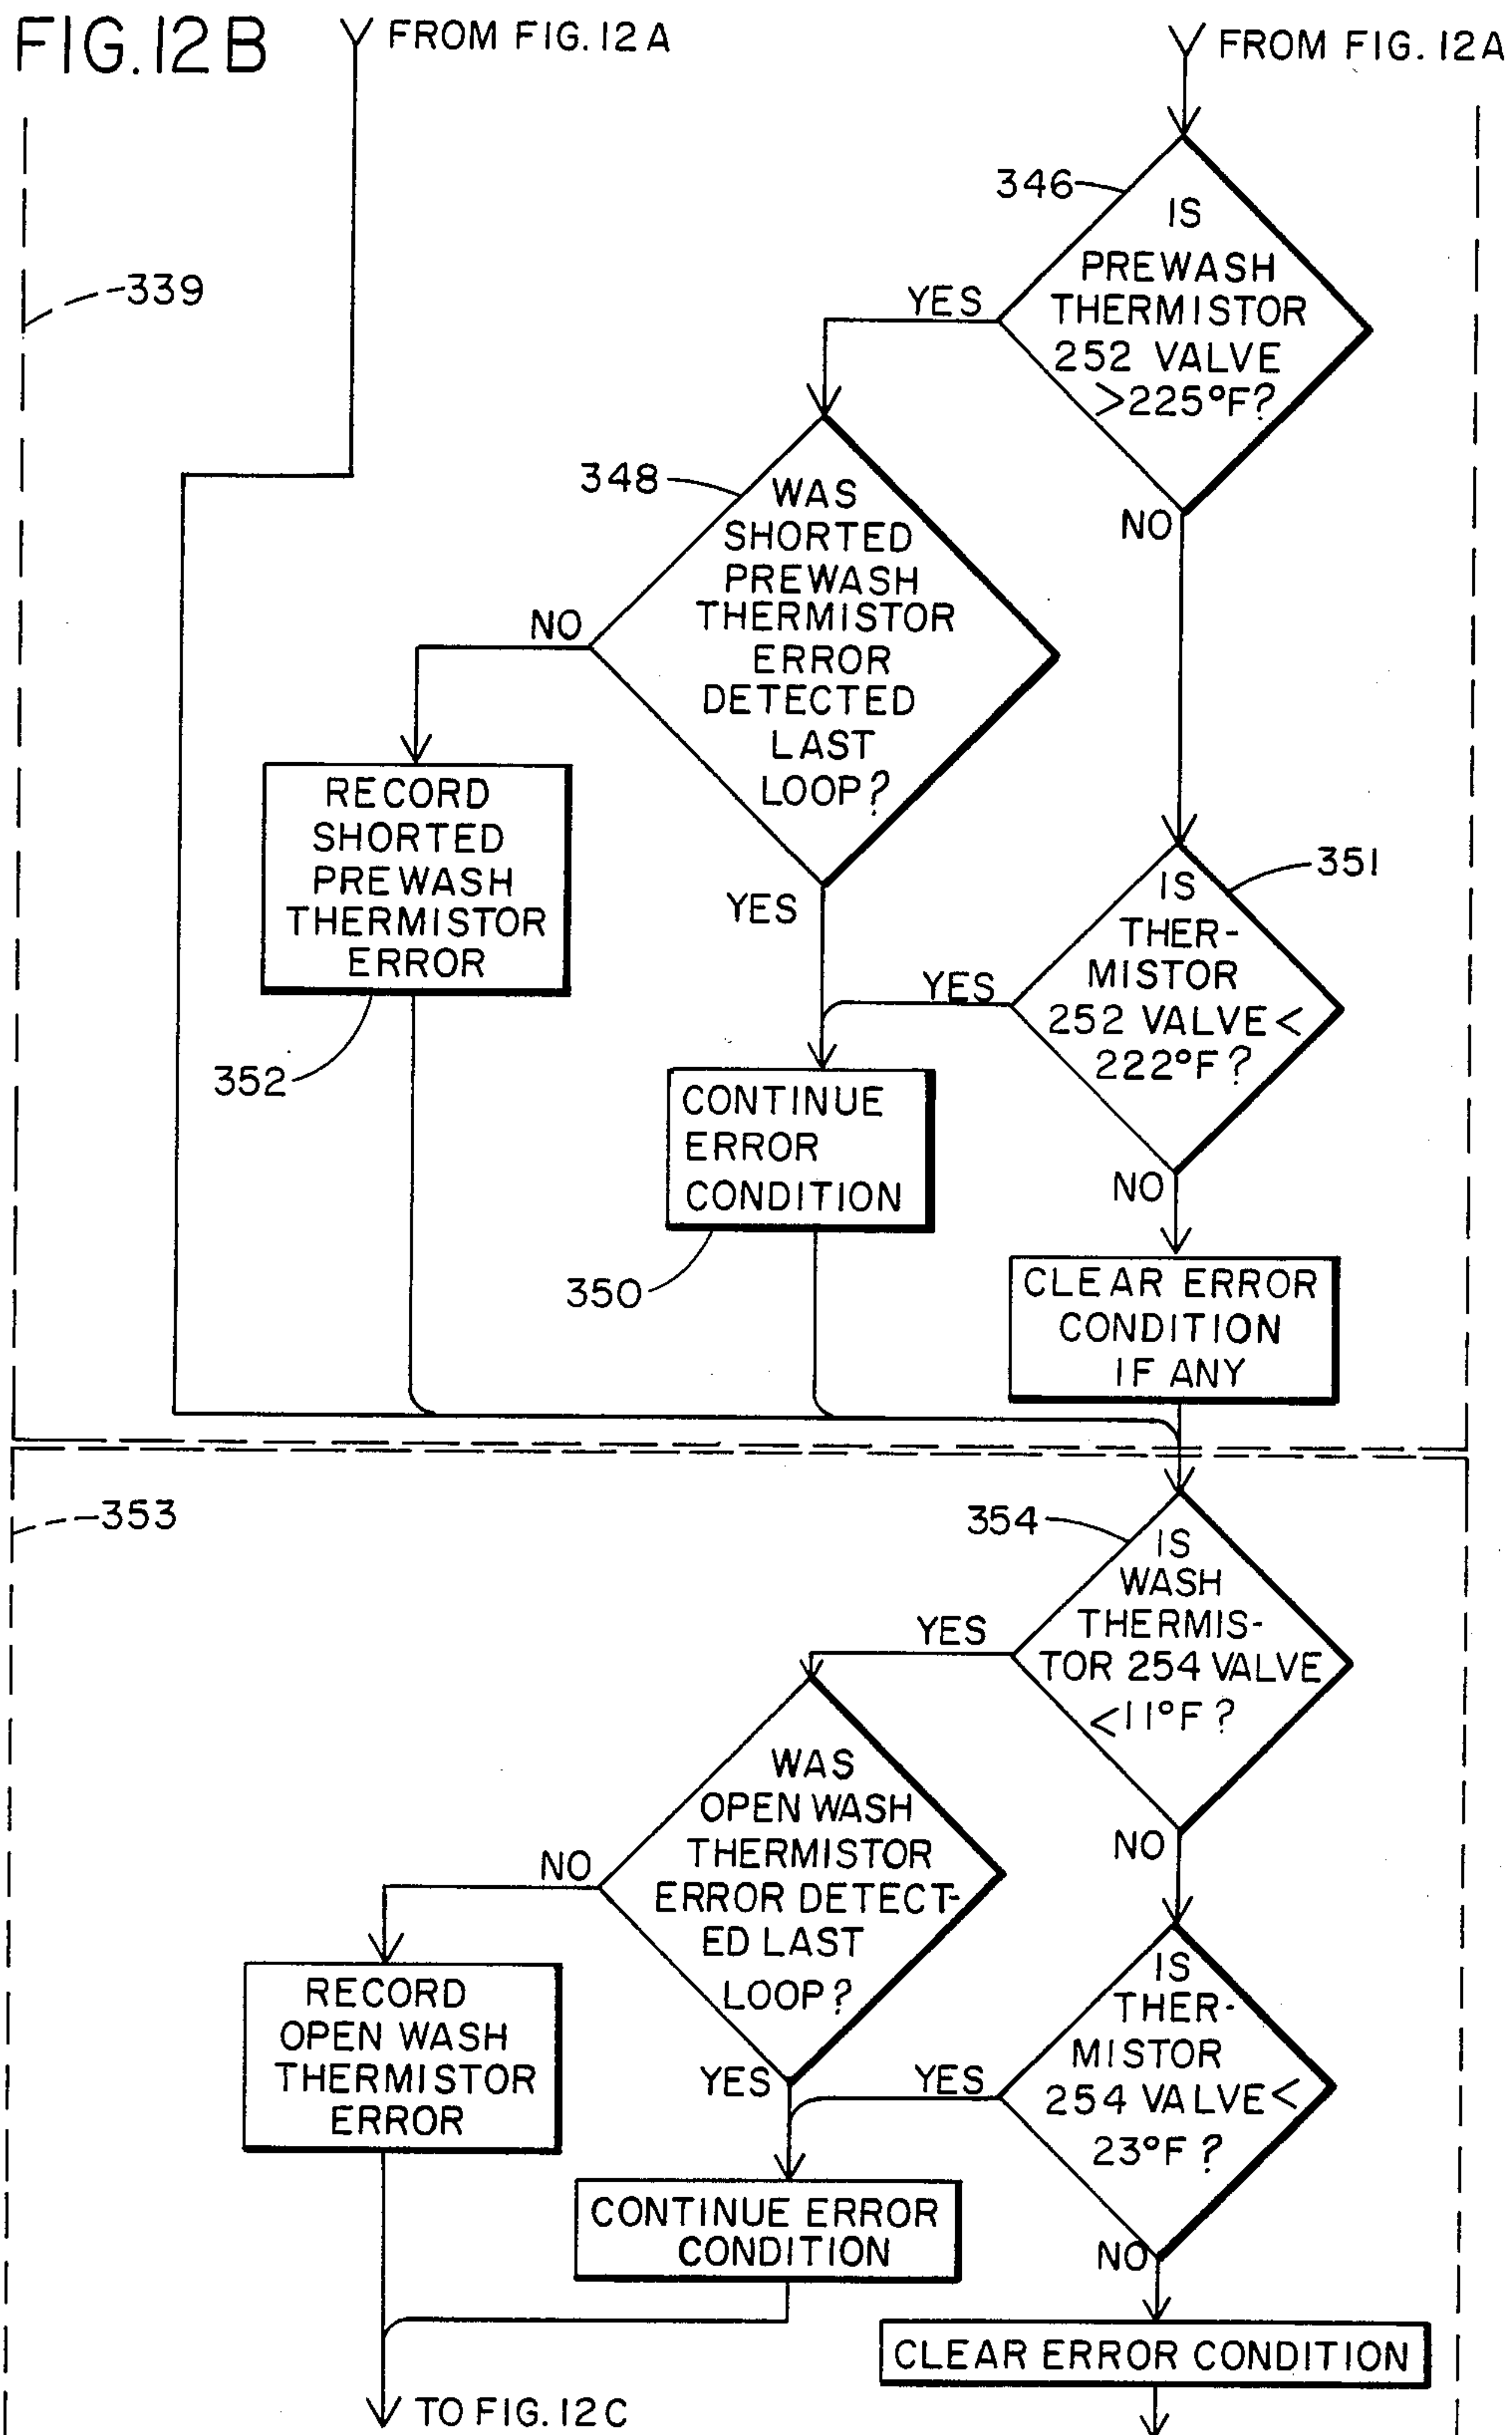 FIG.12B
FROM FIG.12A
FROM FIG.12A
339
346
IS
PREWASH
THERMISTOR
252 VALVE
>225°F?
YES
NO
348
WAS
SHORTED
PREWASH
THERMISTOR
ERROR
DETECTED
LAST
LOOP?
NO
YES
RECORD
SHORTED
PREWASH
THERMISTOR
ERROR
352
351
IS
THER-
MISTOR
252 VALVE <
222°F?
YES
NO
CONTINUE
ERROR
CONDITION
350
CLEAR ERROR
CONDITION
IF ANY
353
354
IS
WASH
THERMIS-
TOR 254 VALVE
<11°F?
YES
NO
WAS
OPEN WASH
THERMISTOR
ERROR DETECT-
ED LAST
LOOP?
NO
YES
RECORD
OPEN WASH
THERMISTOR
ERROR
IS
THER-
MISTOR
254 VALVE <
23°F?
YES
NO
CONTINUE ERROR
CONDITION
CLEAR ERROR CONDITION
TO FIG.12C